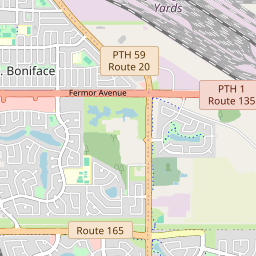 Yards
PTH 59
Route 20
. Boniface
PTH 1
Route 135
Fermor Avenue
Route 165